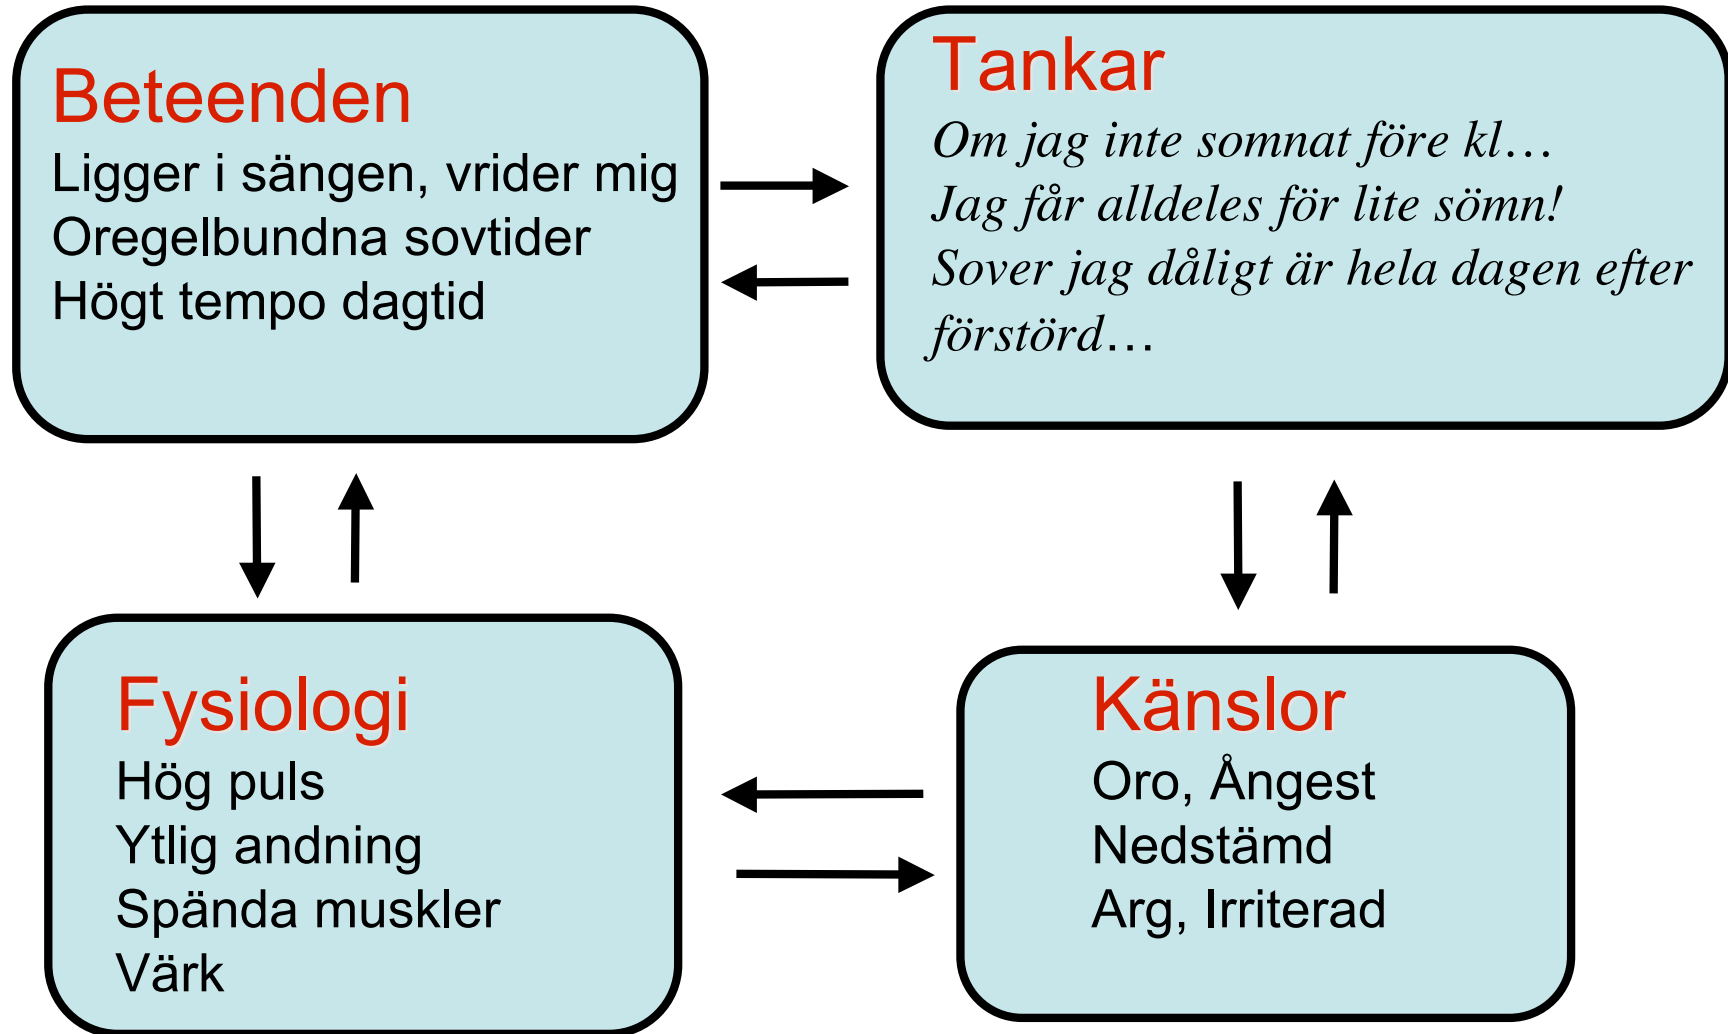 Beteenden
Ligger i sängen, vrider mig
Oregelbundna sovtider
Högt tempo dagtid
Tankar
Om jag inte somnat före kl…
Jag får alldeles för lite sömn!
Sover jag dåligt är hela dagen efter
förstörd…
Fysiologi
Hög puls
Ytlig andning
Spända muskler
Värk
Känslor
Oro, Ångest
Nedstämd
Arg, Irriterad